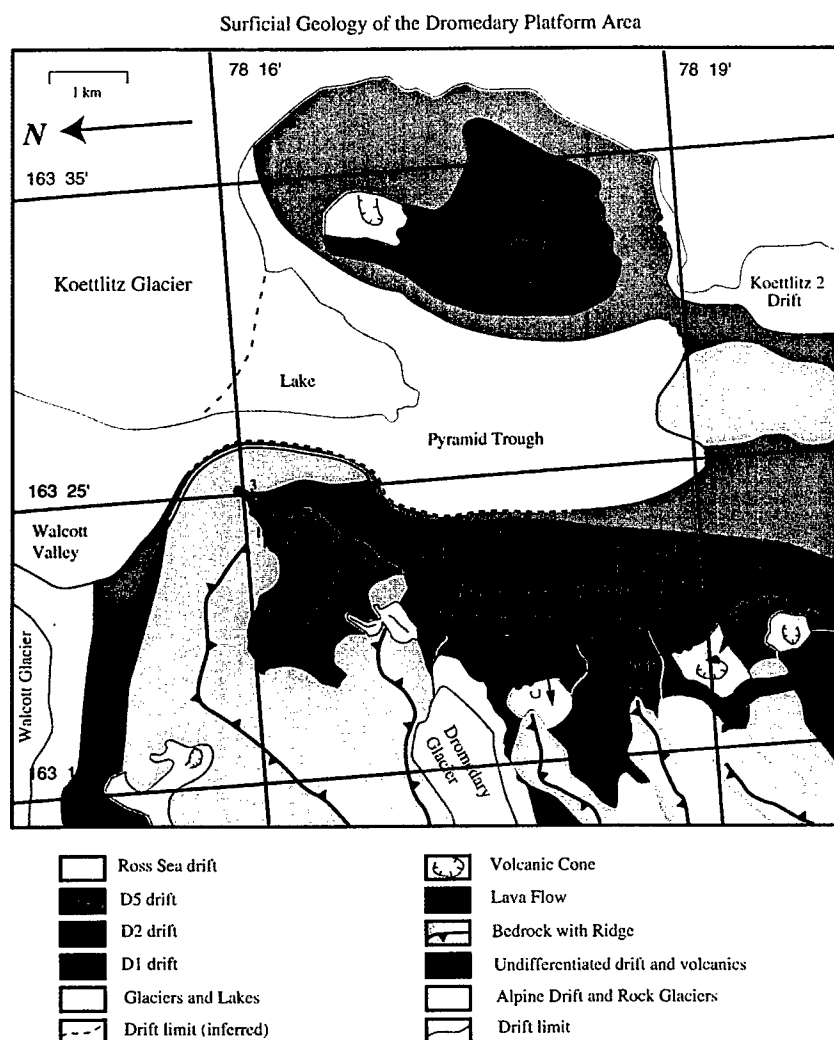 Surficial Geology of the Dromedary Platform Area
78 16'
78 19'
1 km
N
163 35'
Koettlitz Glacier
Koettlitz 2
Drift
Lake
Pyramid Trough
163 25'
3
Walcott
Valley
1
Walcott Glacier
C
Dromedary
Glacier
163 1
Ross Sea drift
D5 drift
D2 drift
D1 drift
Glaciers and Lakes
Drift limit (inferred)
Volcanic Cone
Lava Flow
Bedrock with Ridge
Undifferentiated drift and volcanics
Alpine Drift and Rock Glaciers
Drift limit